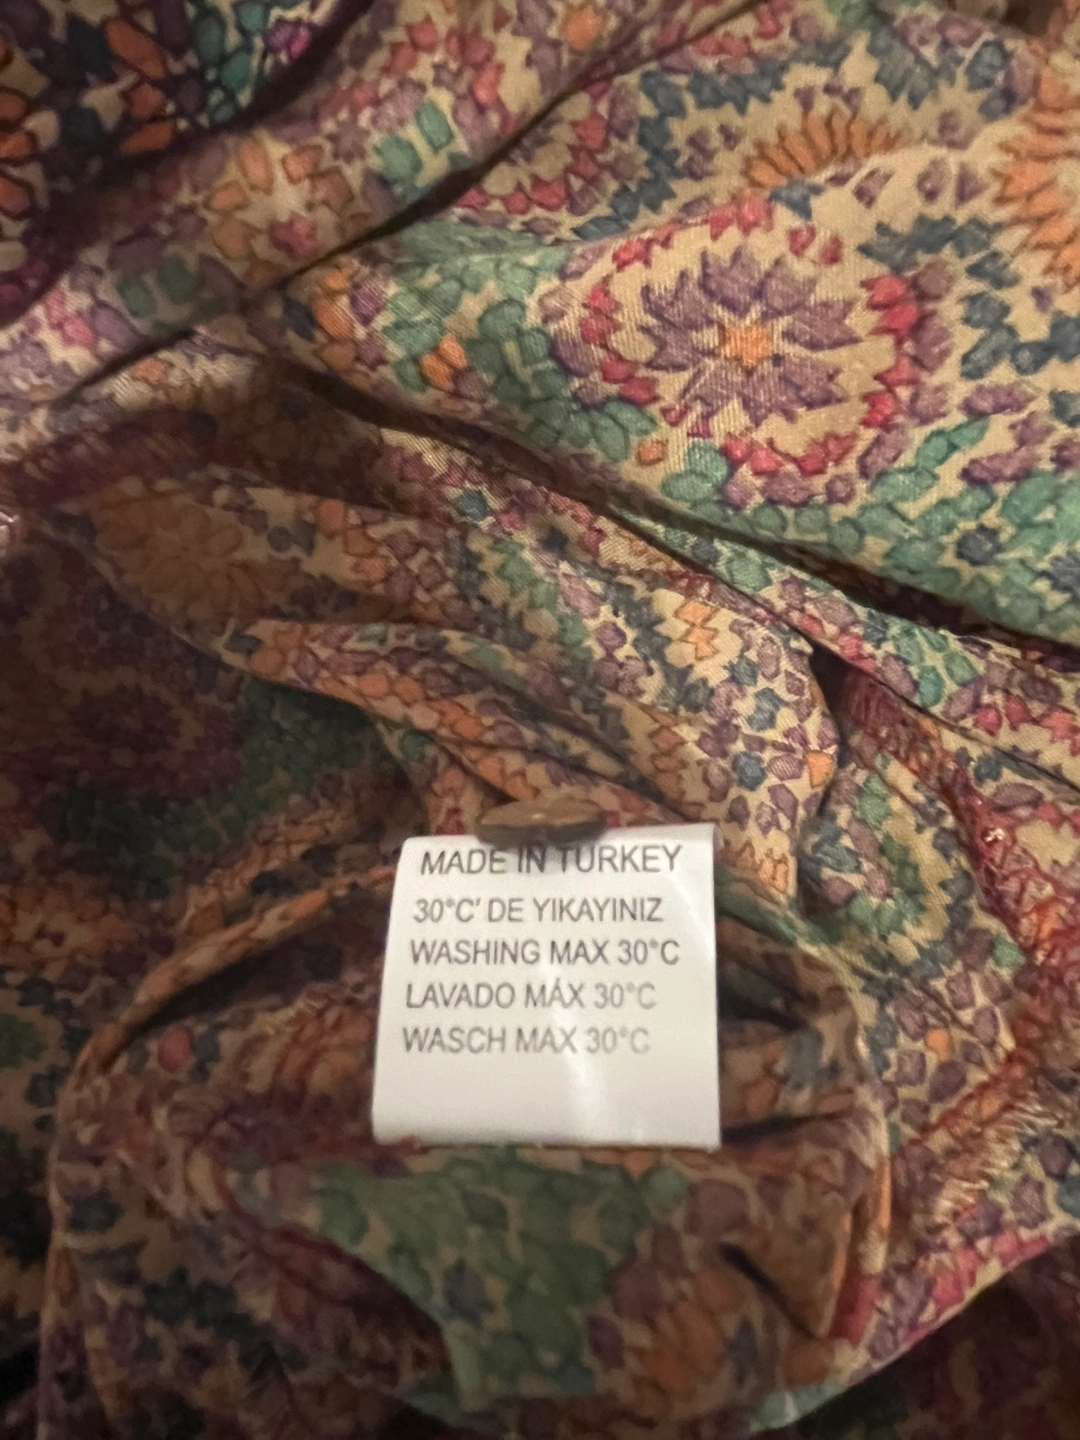 MADE IN TURKEY
30°C' DE YIKAYINIZ
WASHING MAX 30°C
LAVADO MÁX 30°C
WASCH MAX 30°C